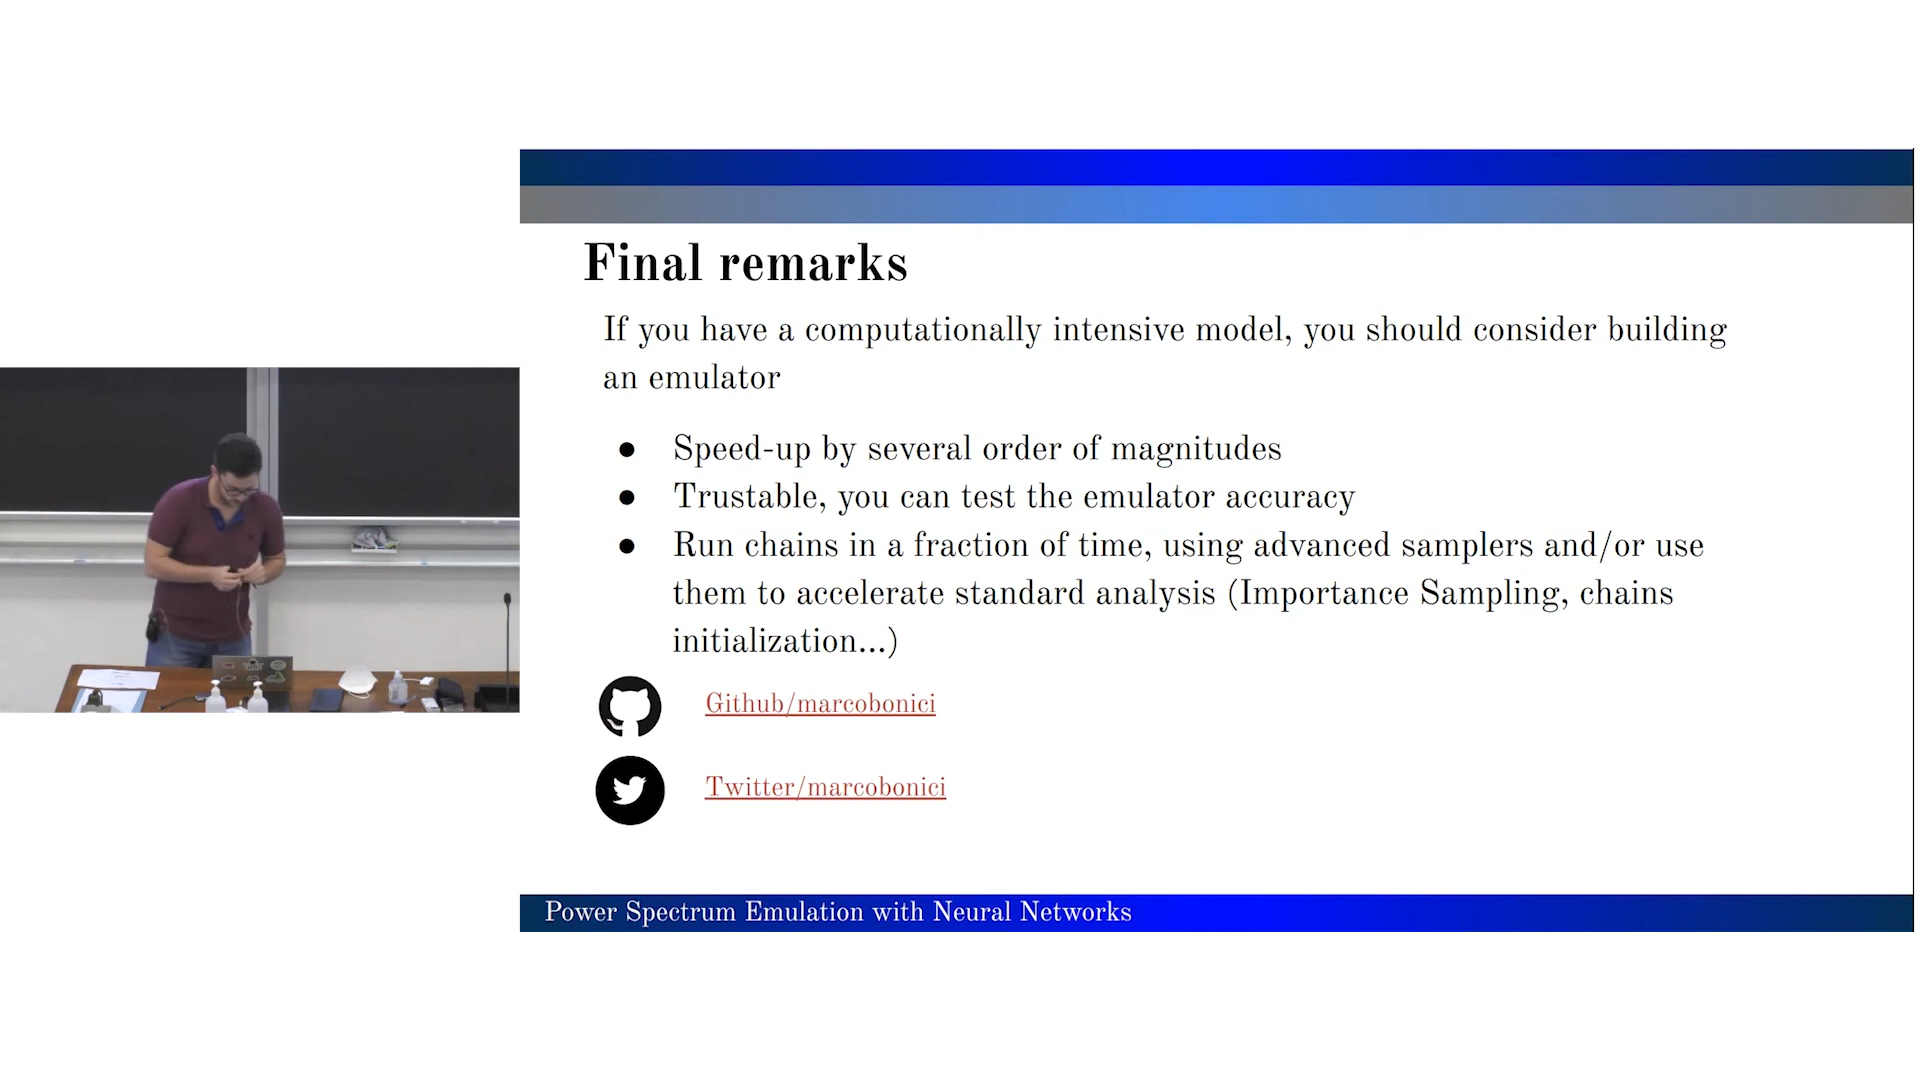 Final remarks
If you have a computationally intensive model, you should consider building
an emulator
● Speed-up by several order of magnitudes
● Trustable, you can test the emulator accuracy
● Run chains in a fraction of time, using advanced samplers and/or use
them to accelerate standard analysis (Importance Sampling, chains
initialization...)
Github/marcobonici
Twitter/marcobonici
Power Spectrum Emulation with Neural Networks